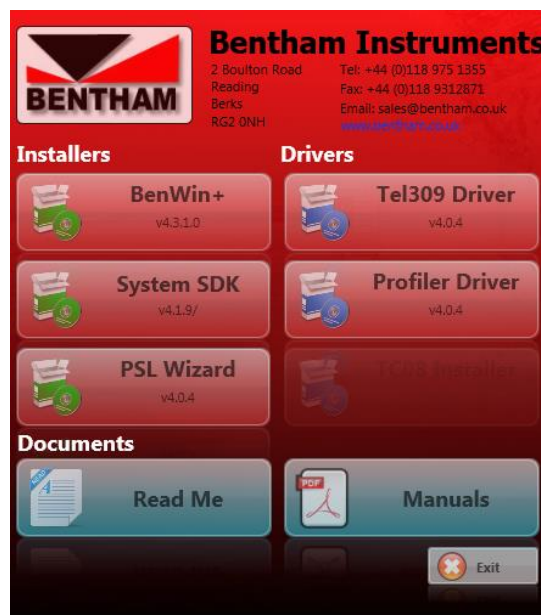 BENTHAM
Bentham Instruments
2 Boulton Road
Reading
Berks
RG2 0NH
Tel: +44 (0)118 975 1355
Fax: +44 (0)118 9312871
Email: sales@bentham.co.uk
www.bentham.co.uk
Installers
Drivers
BenWin+
v4.3.1.0
Tel309 Driver
v4.0.4
System SDK
v4.1.9/
Profiler Driver
v4.0.4
PSL Wizard
v4.0.4
TC08 Installer
Documents
READ
Read Me
PDF
Manuals
Exit